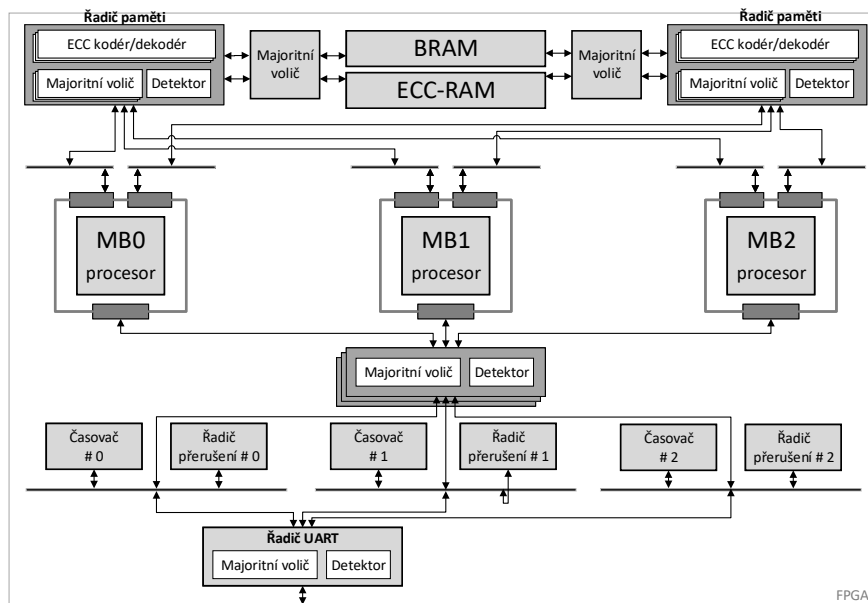 Řadič paměti
Řadič paměti
ECC kodér/dekodér
Majoritní volič
Detektor
Majoritní
volič
BRAM
ECC-RAM
Majoritní
volič
ECC kodér/dekodér
Majoritní volič
Detektor
MB0
procesor
MB1
procesor
MB2
procesor
Majoritní volič
Detektor
Časovač
# 0
Řadič
přerušení # 0
Časovač
# 1
Řadič
přerušení # 1
Časovač
# 2
Řadič
přerušení # 2
Řadič UART
Majoritní volič
Detektor
FPGA